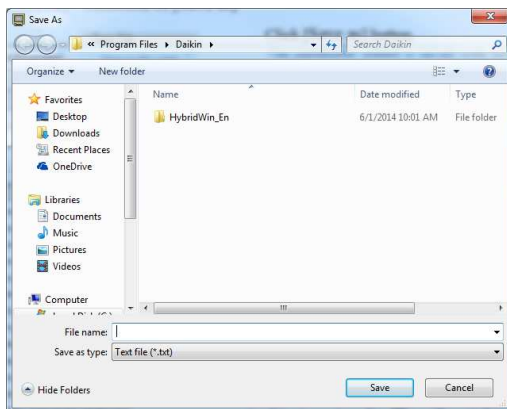 Save As
« Program Files ▸ Daikin ▸
Search Daikin
Organize ▾ New folder
Favorites
Desktop
Downloads
Recent Places
OneDrive
Libraries
Documents
Music
Pictures
Videos
Computer
Name Date modified Type
HybridWin_En 6/1/2014 10:01 AM File folder
File name:
Save as type: Text file (*.txt)
Hide Folders
Save Cancel